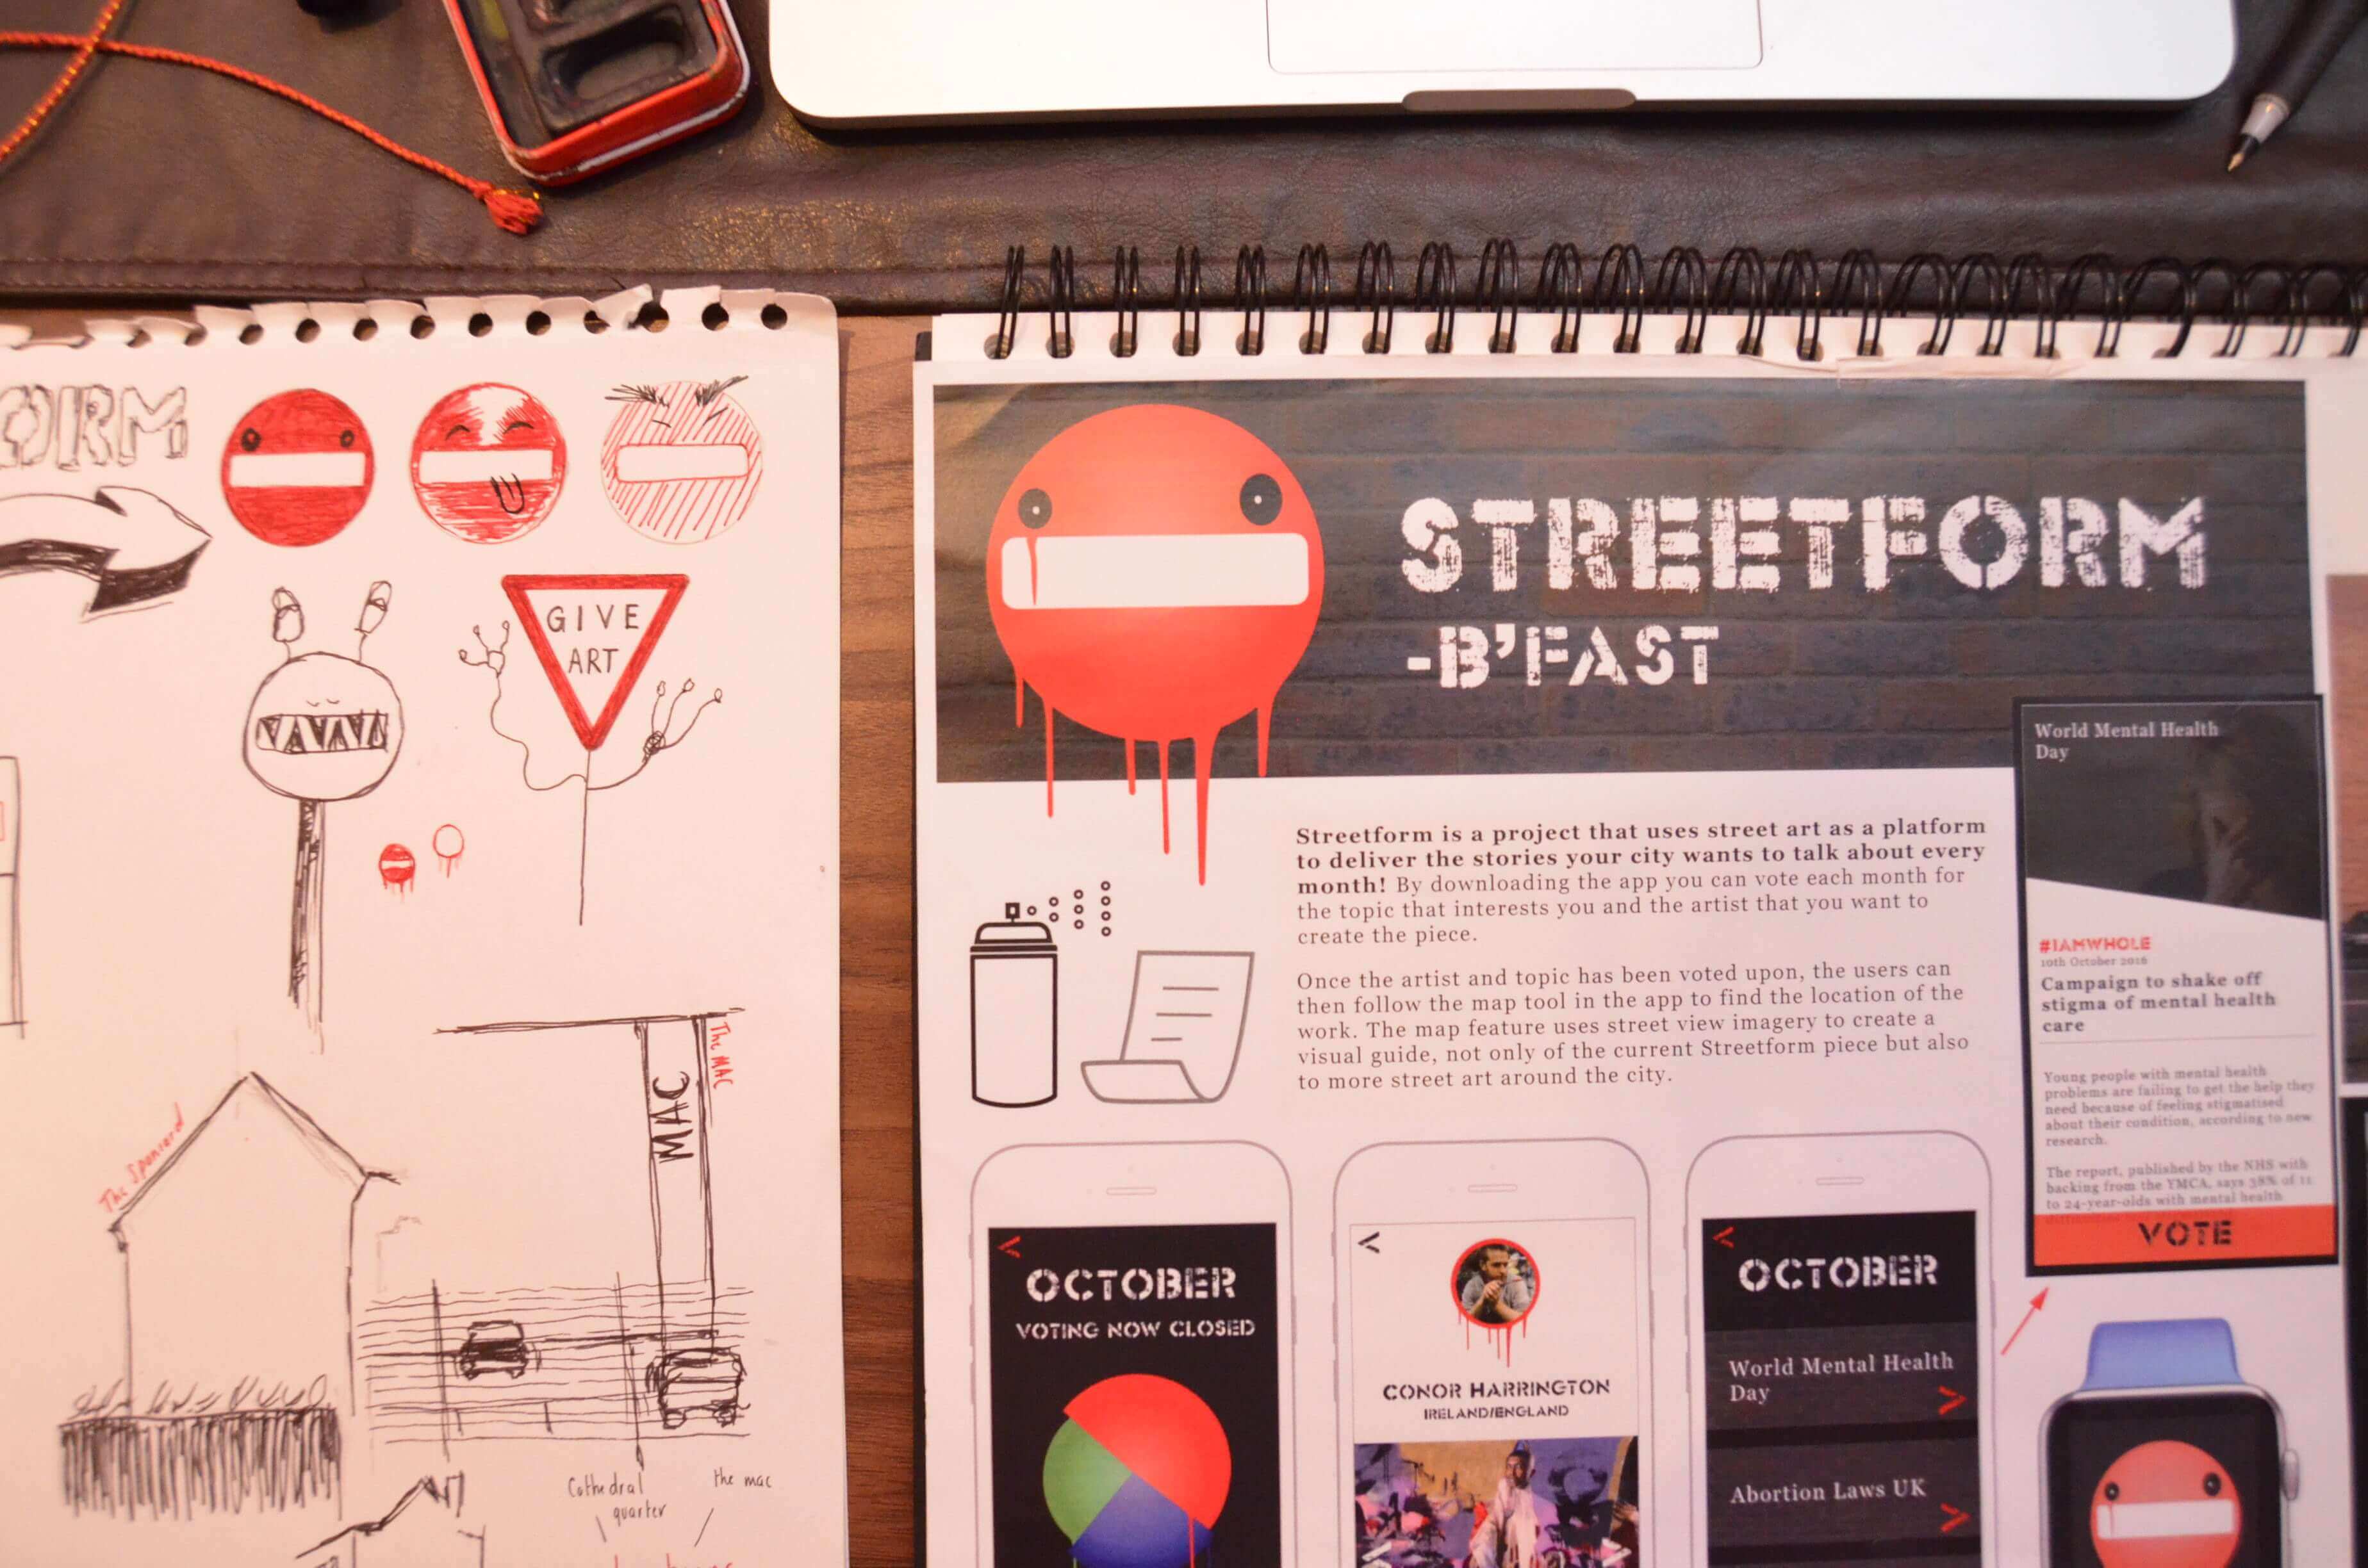 ORM
GIVE
ART
The MAC
MAC
Cathedral
quarter
the mac
STREETFORM
-B'FAST
Streetform is a project that uses street art as a platform
to deliver the stories your city wants to talk about every
month! By downloading the app you can vote each month for
the topic that interests you and the artist that you want to
create the piece.
Once the artist and topic has been voted upon, the users can
then follow the map tool in the app to find the location of the
work. The map feature uses street view imagery to create a
visual guide, not only of the current Streetform piece but also
to more street art around the city.
World Mental Health
Day
#IAMWHOLE
10th October 2016
Campaign to shake off
stigma of mental health
care
Young people with mental health
problems are failing to get the help they
need because of feeling stigmatised
about their condition, according to new
research.
The report, published by the NHS with
backing from the YMCA, says 38% of 11
to 24-year-olds with mental health
VOTE
<
OCTOBER
VOTING NOW CLOSED
<
CONOR HARRINGTON
IRELAND/ENGLAND
<
OCTOBER
World Mental Health
Day
>
Abortion Laws UK
>